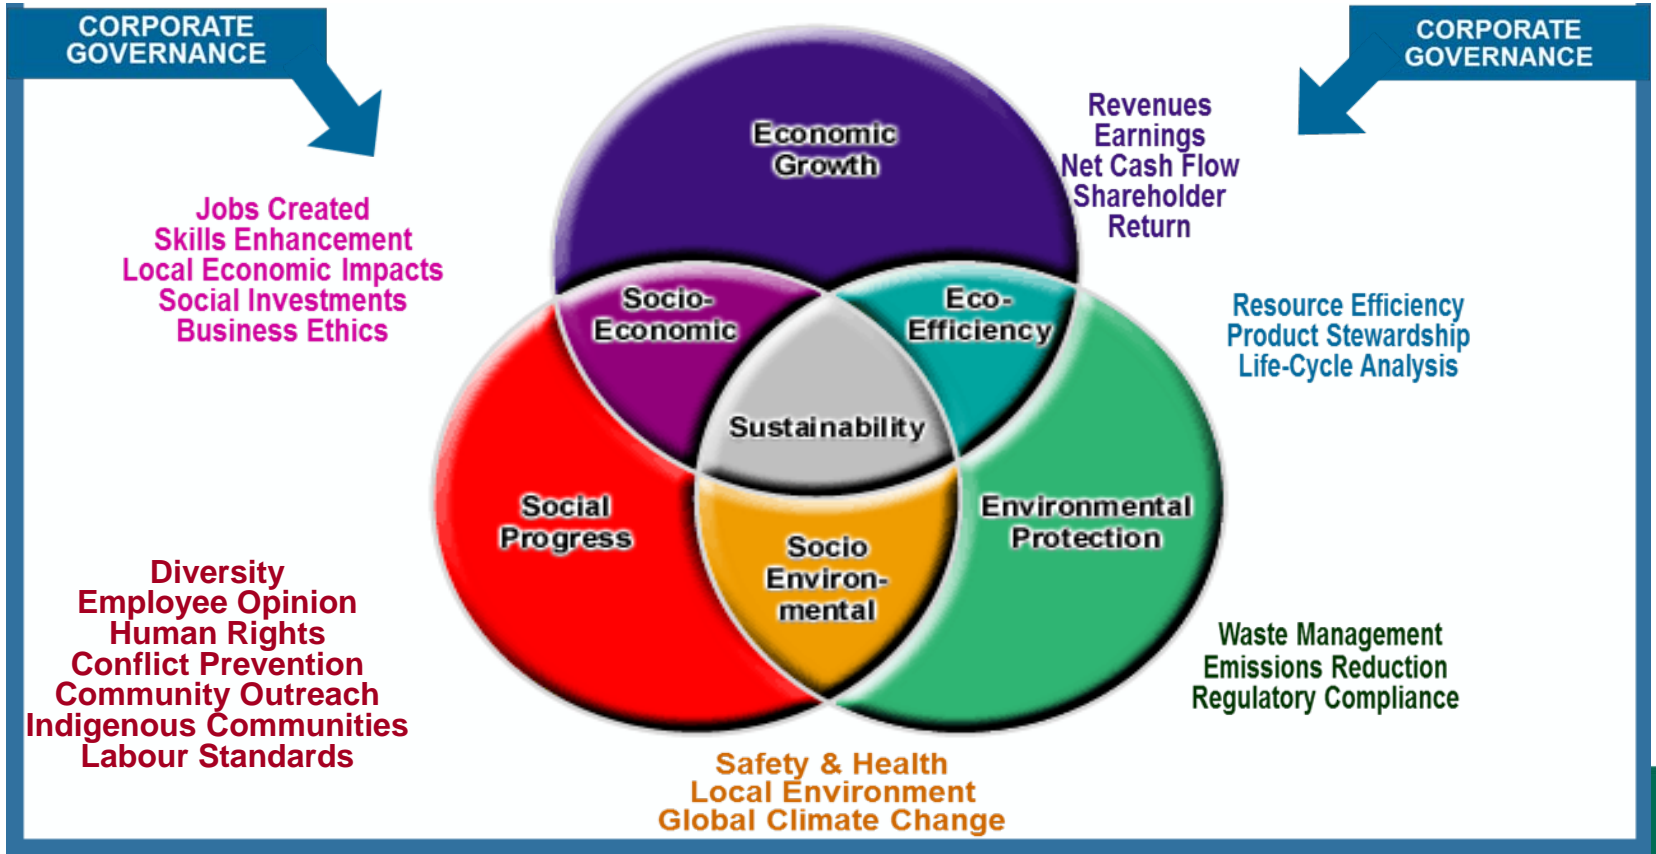 CORPORATE
GOVERNANCE
CORPORATE
GOVERNANCE
Economic
Growth
Revenues
Earnings
Net Cash Flow
Shareholder
Return
Jobs Created
Skills Enhancement
Local Economic Impacts
Social Investments
Business Ethics
Socio-
Economic
Eco-
Efficiency
Resource Efficiency
Product Stewardship
Life-Cycle Analysis
Sustainability
Social
Progress
Socio
Environ-
mental
Environmental
Protection
Diversity
Employee Opinion
Human Rights
Conflict Prevention
Community Outreach
Indigenous Communities
Labour Standards
Waste Management
Emissions Reduction
Regulatory Compliance
Safety & Health
Local Environment
Global Climate Change